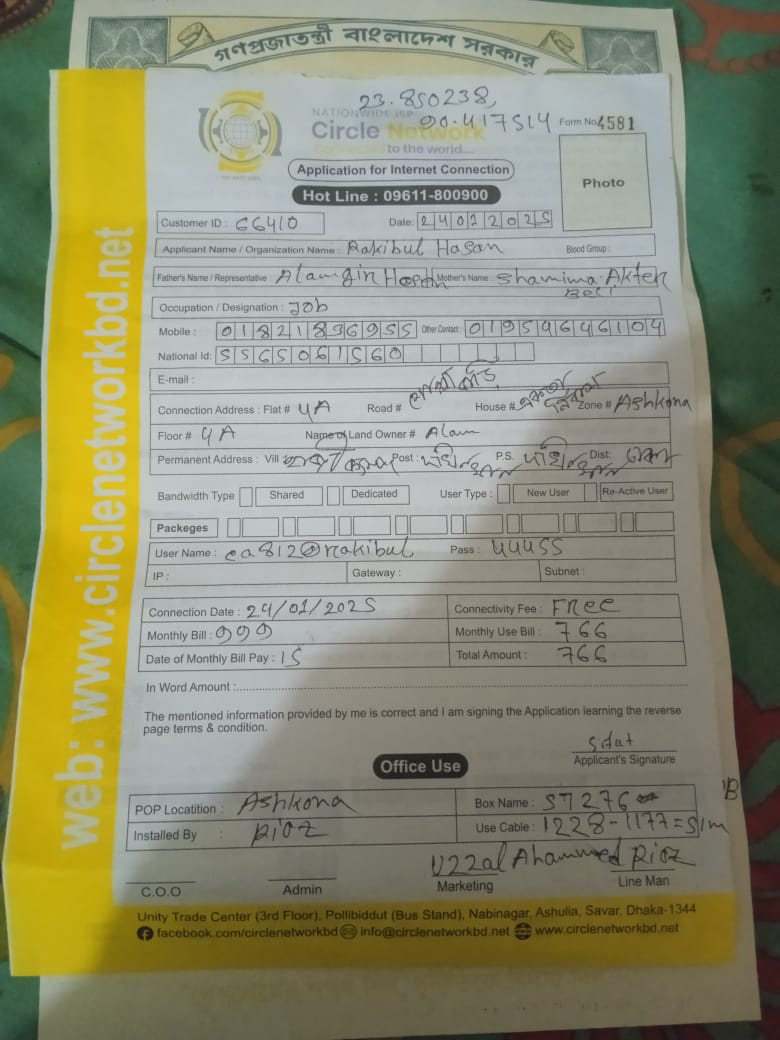 গণপ্রজাতন্ত্রী বাংলাদেশ সরকার
23.850238,
90.417514
NATIONWIDE ISP
Circle Network
Connected to the world...
Form No 4581
Application for Internet Connection
Photo
Hot Line : 09611-800900
Customer ID : 66410 Date: 24012025
Applicant Name / Organization Name : Rakibul Hasan Blood Group:
Father's Name / Representative : Alamgir Mother's Name Shamima Akter
Occupation / Designation : Job
Mobile : 01821836955 Other Contact : 01959646104
National Id: 5565061560
E-mail :
Connection Address : Flat # 4A Road # House # Zone # Ashkona
Floor # 4A Name of Land Owner # Alam
Permanent Address : Vill Post : P.S. Dist:
Bandwidth Type Shared Dedicated User Type : New User Re-Active User
Packeges
User Name : ca812@rakibul Pass : 44455
IP : Gateway : Subnet :
Connection Date : 24/01/2025 Connectivity Fee : FREE
Monthly Bill : 999 Monthly Use Bill : 766
Date of Monthly Bill Pay : 15 Total Amount : 766
In Word Amount :
The mentioned information provided by me is correct and I am signing the Application learning the reverse
page terms & condition.
Sifat
Applicant's Signature
Office Use
POP Locatition : Ashkona Box Name : 57276
Installed By : Rioz Use Cable : 1228-1177=51m
Uzzal Ahammed Rioz
C.O.O Admin Marketing Line Man
Unity Trade Center (3rd Floor), Pollibiddut (Bus Stand), Nabinagar, Ashulia, Savar, Dhaka-1344
facebook.com/circlenetworkbd info@circlenetworkbd.net www.circlenetworkbd.net
web: www.circlenetworkbd.net